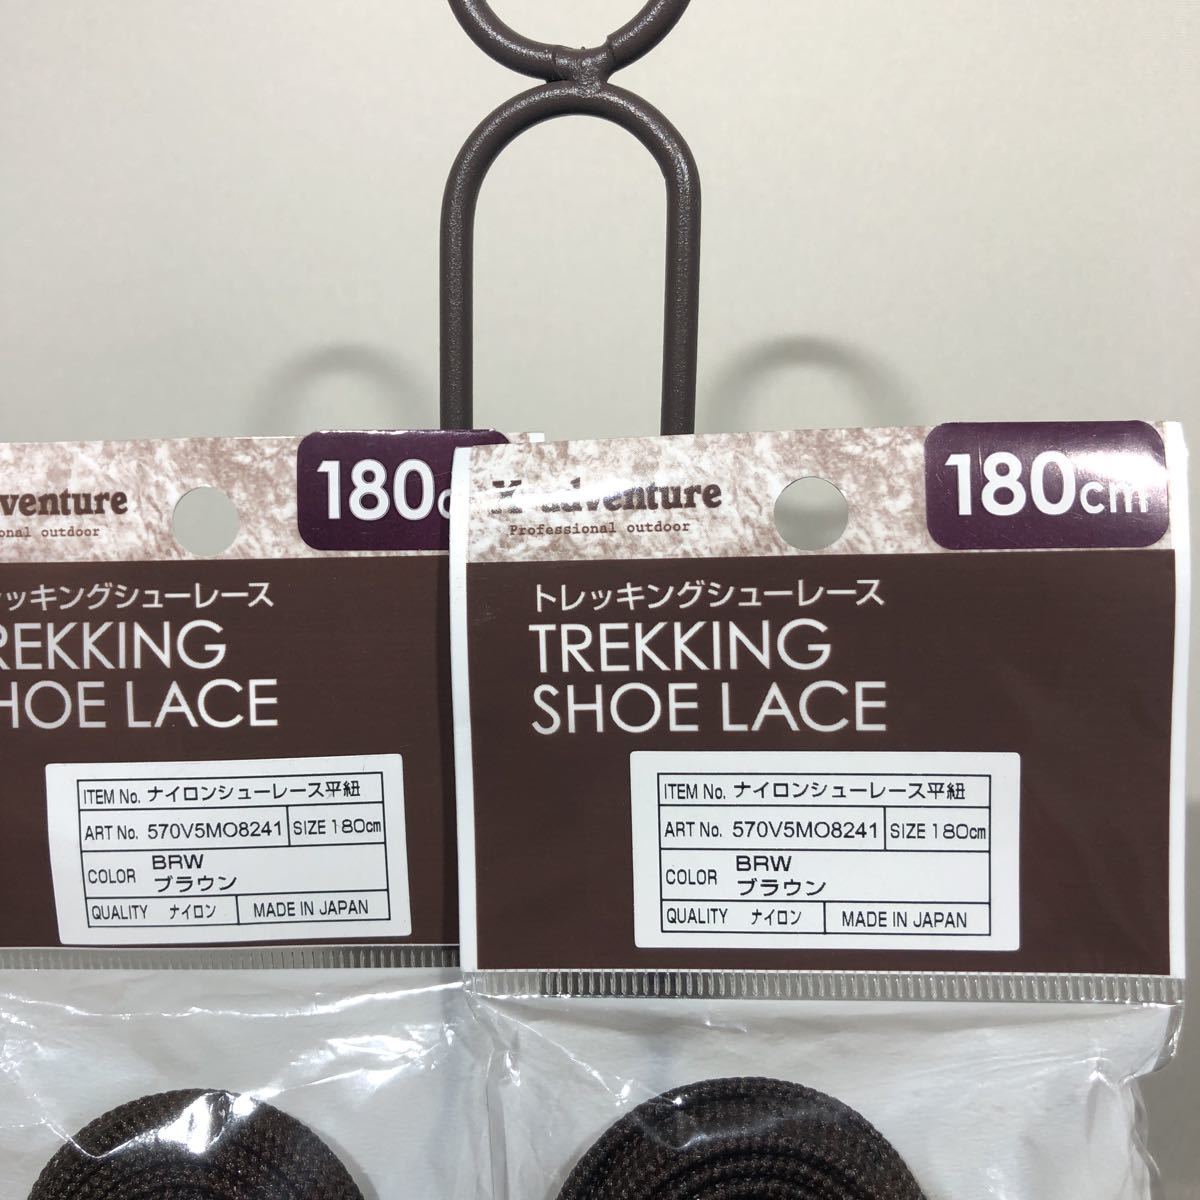 dventure
onal outdoor
180c
ッキングシューレース
REKKING
HOE LACE
ITEM No. ナイロンシューレース平紐
ART No. 570V5MO8241 SIZE 180cm
COLOR BRW
ブラウン
QUALITY ナイロン MADE IN JAPAN
X-adventure
Professional outdoor
180cm
トレッキングシューレース
TREKKING
SHOE LACE
ITEM No. ナイロンシューレース平紐
ART No. 570V5MO8241 SIZE 180cm
COLOR BRW
ブラウン
QUALITY ナイロン MADE IN JAPAN